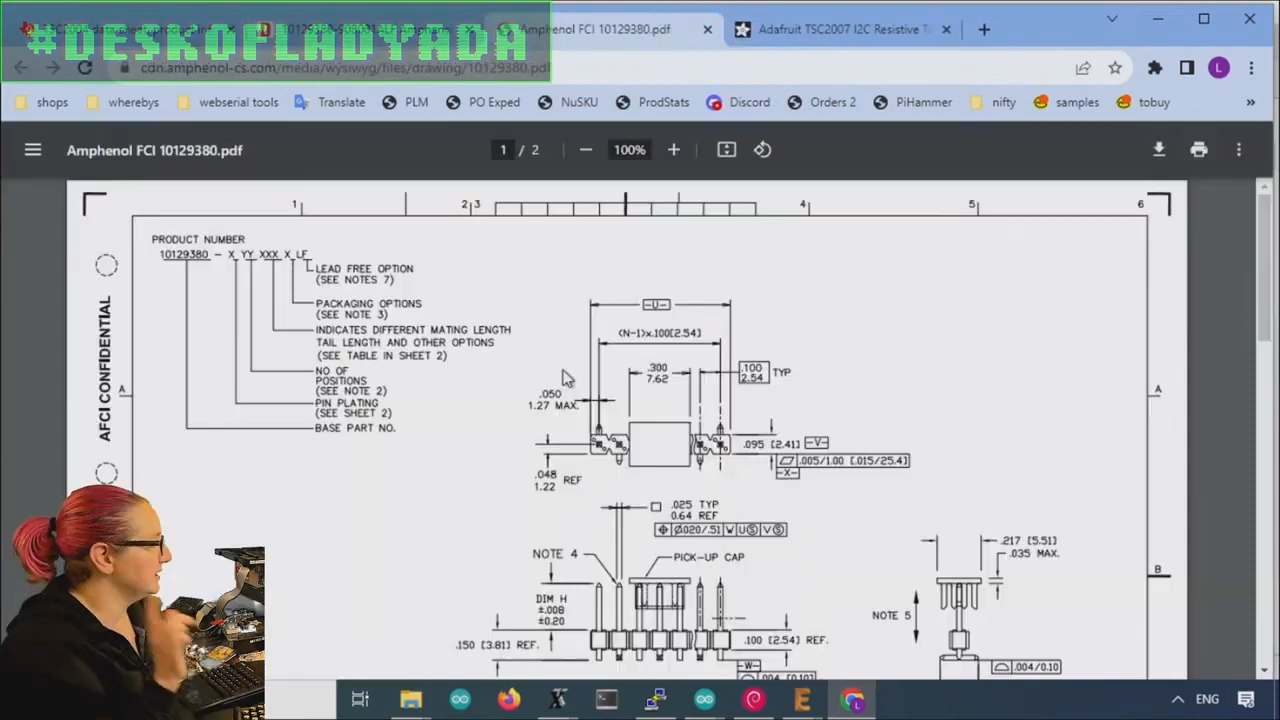 #DESKOFLADYADA
Amphenol FCI 10129380.pdf
Adafruit TSC2007 I2C Resistive T
cdn.amphenol-cs.com/media/wysiwyg/files/drawing/10129380.pdf
L
shops
whereby​s
webserial tools
Translate
PLM
PO Exped
NuSKU
ProdStats
Discord
Orders 2
PiHammer
nifty
samples
tobuy
»
Amphenol FCI 10129380.pdf
1 / 2
100%
1
2
3
4
5
6
PRODUCT NUMBER
10129380 - X YY XXX X LF
LEAD FREE OPTION
(SEE NOTES 7)
PACKAGING OPTIONS
(SEE NOTE 3)
INDICATES DIFFERENT MATING LENGTH
TAIL LENGTH AND OTHER OPTIONS
(SEE TABLE IN SHEET 2)
NO OF
POSITIONS
(SEE NOTE 2)
PIN PLATING
(SEE SHEET 2)
BASE PART NO.
AFCI CONFIDENTIAL
A
-U-
(N-1)x.100[2.54]
.300
7.62
.100
2.54
TYP
.050
1.27 MAX.
A
.095 [2.41]
-V-
.005/1.00 [.015/25.4]
-X-
.048
1.22
REF
.025 TYP
0.64 REF
Ø.020/.51 W U Ⓢ V Ⓢ
NOTE 4
PICK-UP CAP
.217 [5.51]
.035 MAX.
B
DIM H
±.008
±0.20
NOTE 5
.150 [3.81] REF.
.100 [2.54] REF.
-W-
.004 [0.10]
.004/0.10
ENG